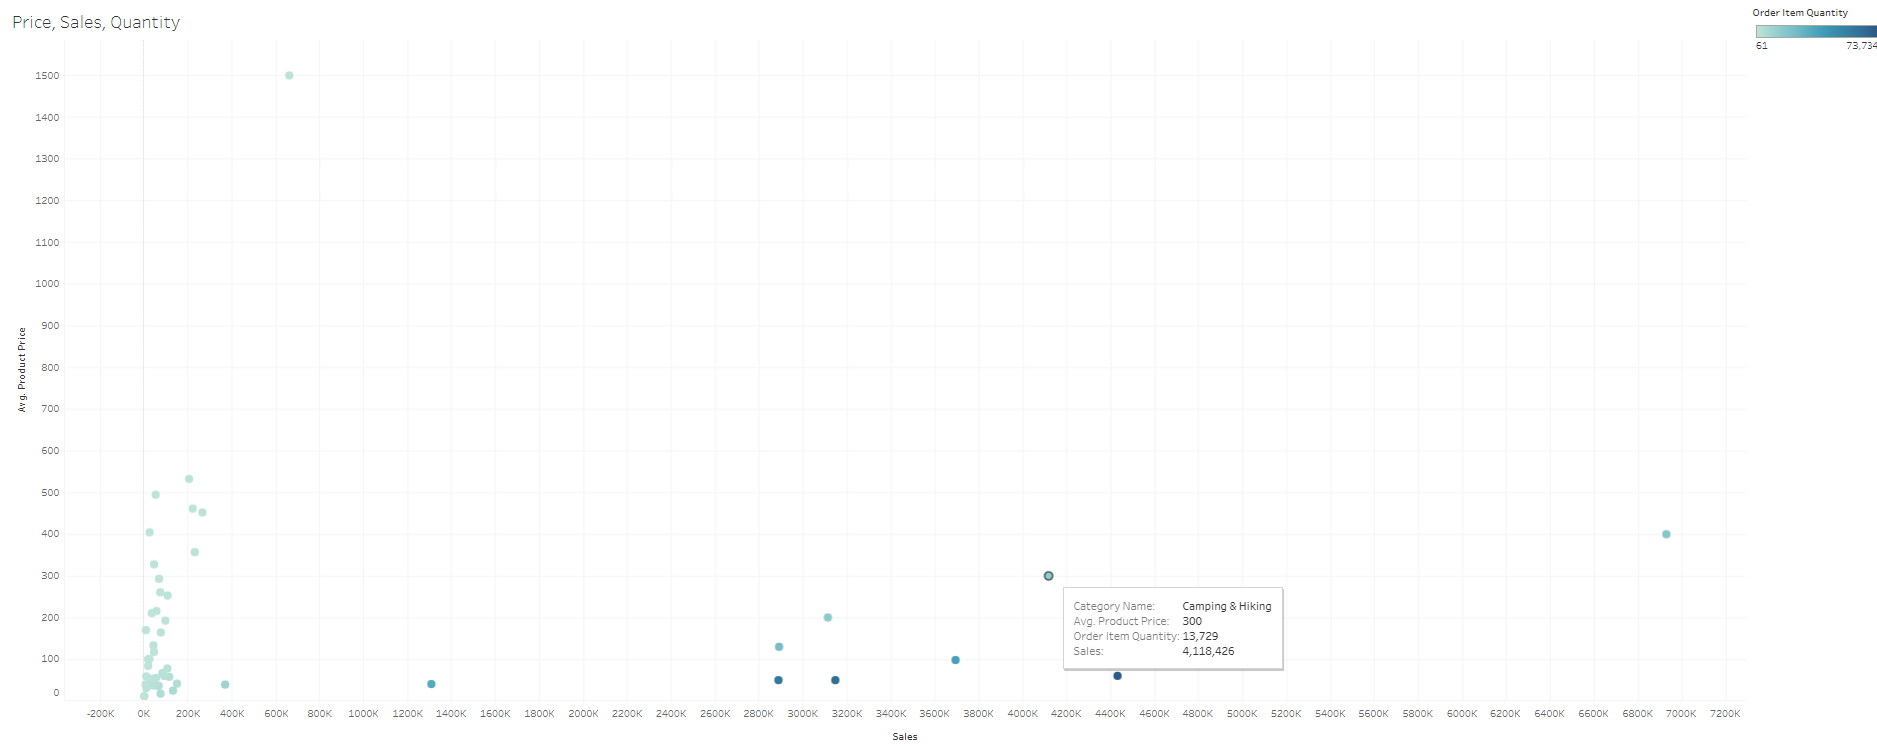 Price, Sales, Quantity
Order Item Quantity
61 73,734
1500
1400
1300
1200
1100
1000
900
800
700
600
500
400
300
200
100
0
Avg. Product Price
Category Name: Camping & Hiking
Avg. Product Price: 300
Order Item Quantity: 13,729
Sales: 4,118,426
-200K 0K 200K 400K 600K 800K 1000K 1200K 1400K 1600K 1800K 2000K 2200K 2400K 2600K 2800K 3000K 3200K 3400K 3600K 3800K 4000K 4200K 4400K 4600K 4800K 5000K 5200K 5400K 5600K 5800K 6000K 6200K 6400K 6600K 6800K 7000K 7200K
Sales